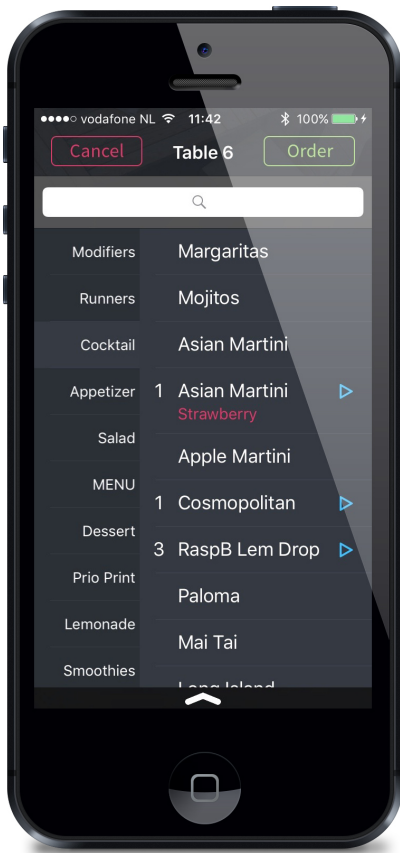 vodafone NL 11:42 100%
Cancel Table 6 Order
Modifiers Margaritas
Runners Mojitos
Cocktail Asian Martini
Appetizer 1 Asian Martini
Strawberry
Salad
Apple Martini
MENU
1 Cosmopolitan
Dessert
3 RaspB Lem Drop
Prio Print
Paloma
Lemonade
Mai Tai
Smoothies
Long Island